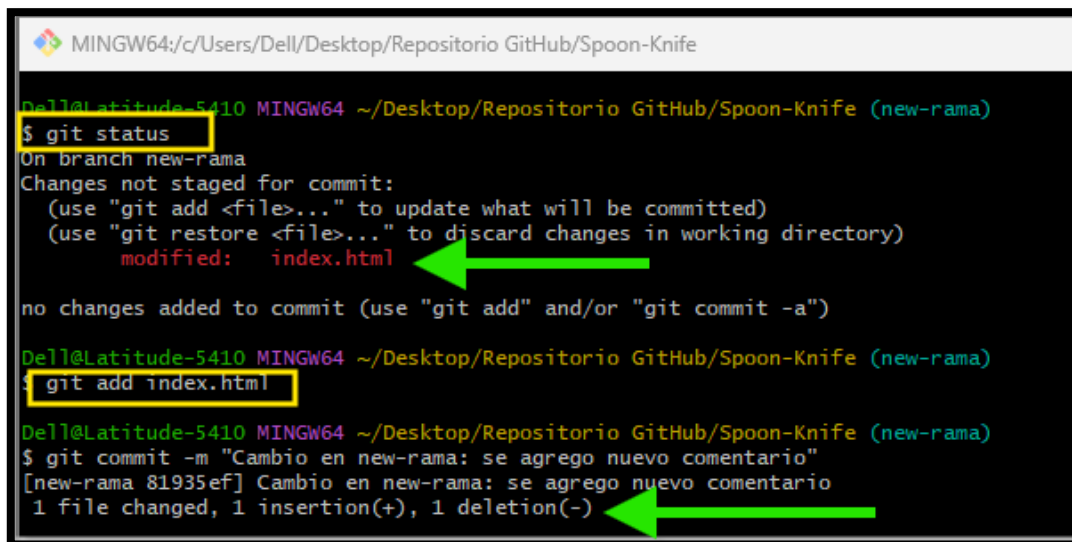 MINGW64:/c/Users/Dell/Desktop/Repositorio GitHub/Spoon-Knife
Dell@Latitude-5410 MINGW64 ~/Desktop/Repositorio GitHub/Spoon-Knife (new-rama)
$ git status
On branch new-rama
Changes not staged for commit:
  (use "git add <file>..." to update what will be committed)
  (use "git restore <file>..." to discard changes in working directory)
        modified:   index.html
no changes added to commit (use "git add" and/or "git commit -a")
Dell@Latitude-5410 MINGW64 ~/Desktop/Repositorio GitHub/Spoon-Knife (new-rama)
$ git add index.html
Dell@Latitude-5410 MINGW64 ~/Desktop/Repositorio GitHub/Spoon-Knife (new-rama)
$ git commit -m "Cambio en new-rama: se agrego nuevo comentario"
[new-rama 81935ef] Cambio en new-rama: se agrego nuevo comentario
 1 file changed, 1 insertion(+), 1 deletion(-)